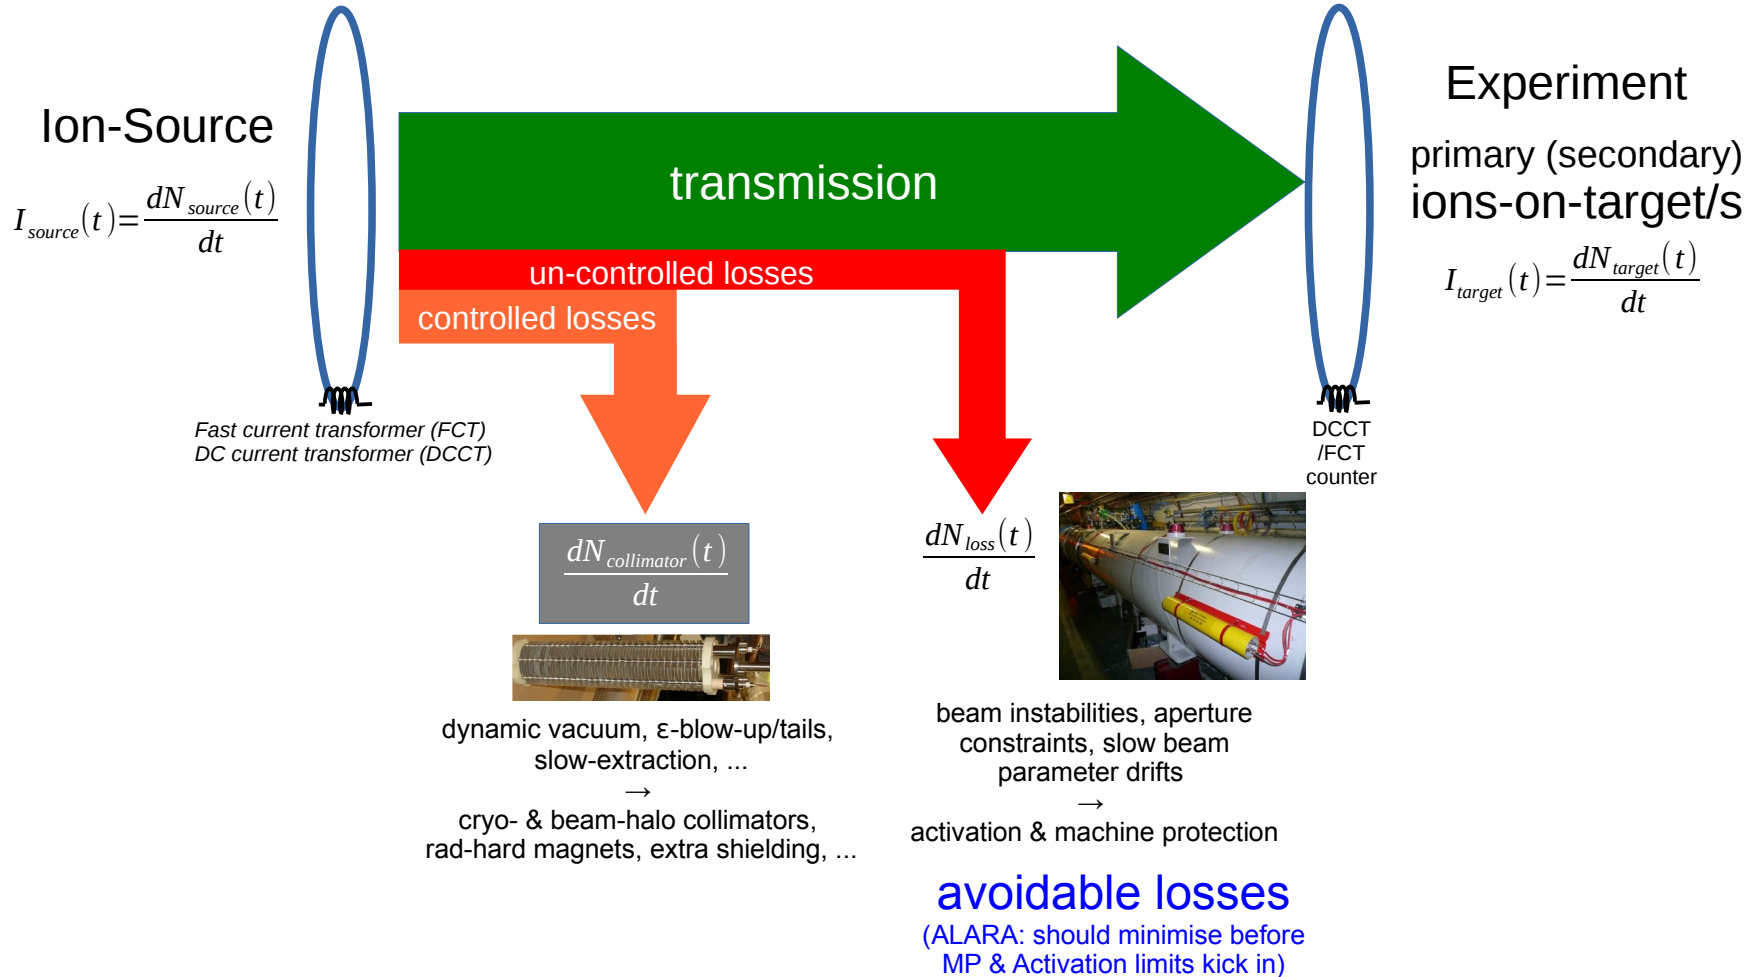 Ion-Source
I_source(t)=dN_source(t)/dt
Fast current transformer (FCT)
DC current transformer (DCCT)
transmission
un-controlled losses
controlled losses
Experiment
primary (secondary)
ions-on-target/s
I_target(t)=dN_target(t)/dt
DCCT
/FCT
counter
dN_collimator(t)/dt
dynamic vacuum, ε-blow-up/tails,
slow-extraction, ...
→
cryo- & beam-halo collimators,
rad-hard magnets, extra shielding, ...
dN_loss(t)/dt
beam instabilities, aperture
constraints, slow beam
parameter drifts
→
activation & machine protection
avoidable losses
(ALARA: should minimise before
MP & Activation limits kick in)